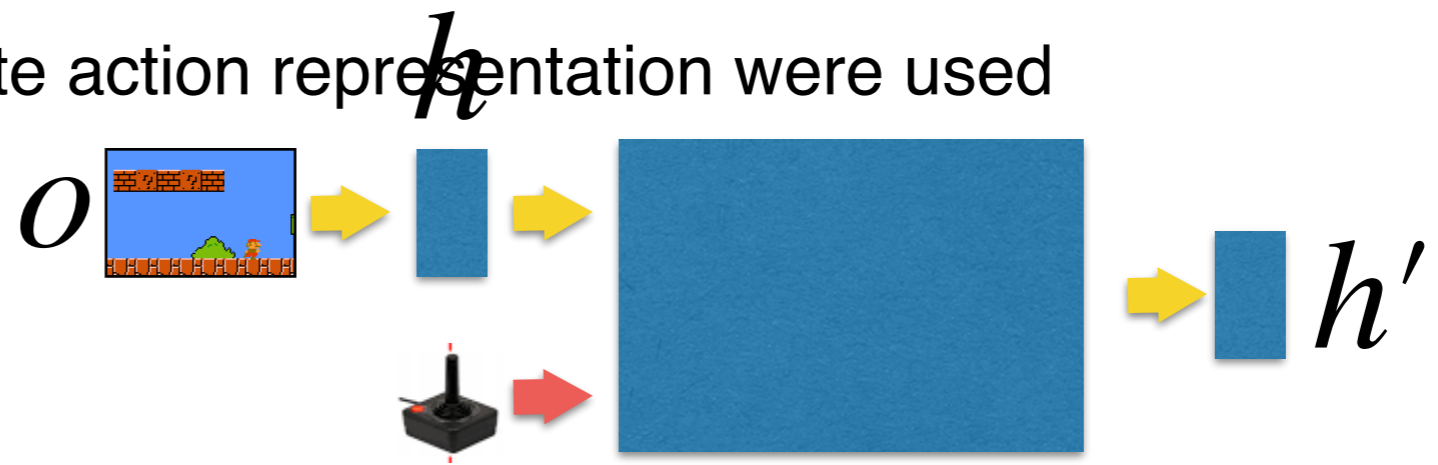 h
te action representation were used
o
h′
? ?